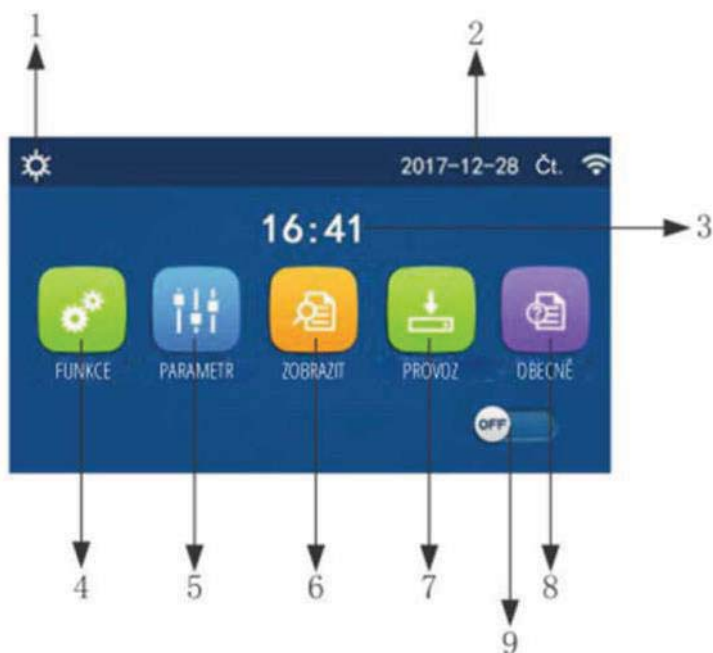 1
2
2017-12-28 Čt.
16:41
3
FUNKCE
PARAMETR
ZOBRAZIT
PROVOZ
OBECNĚ
OFF
4
5
6
7
8
9